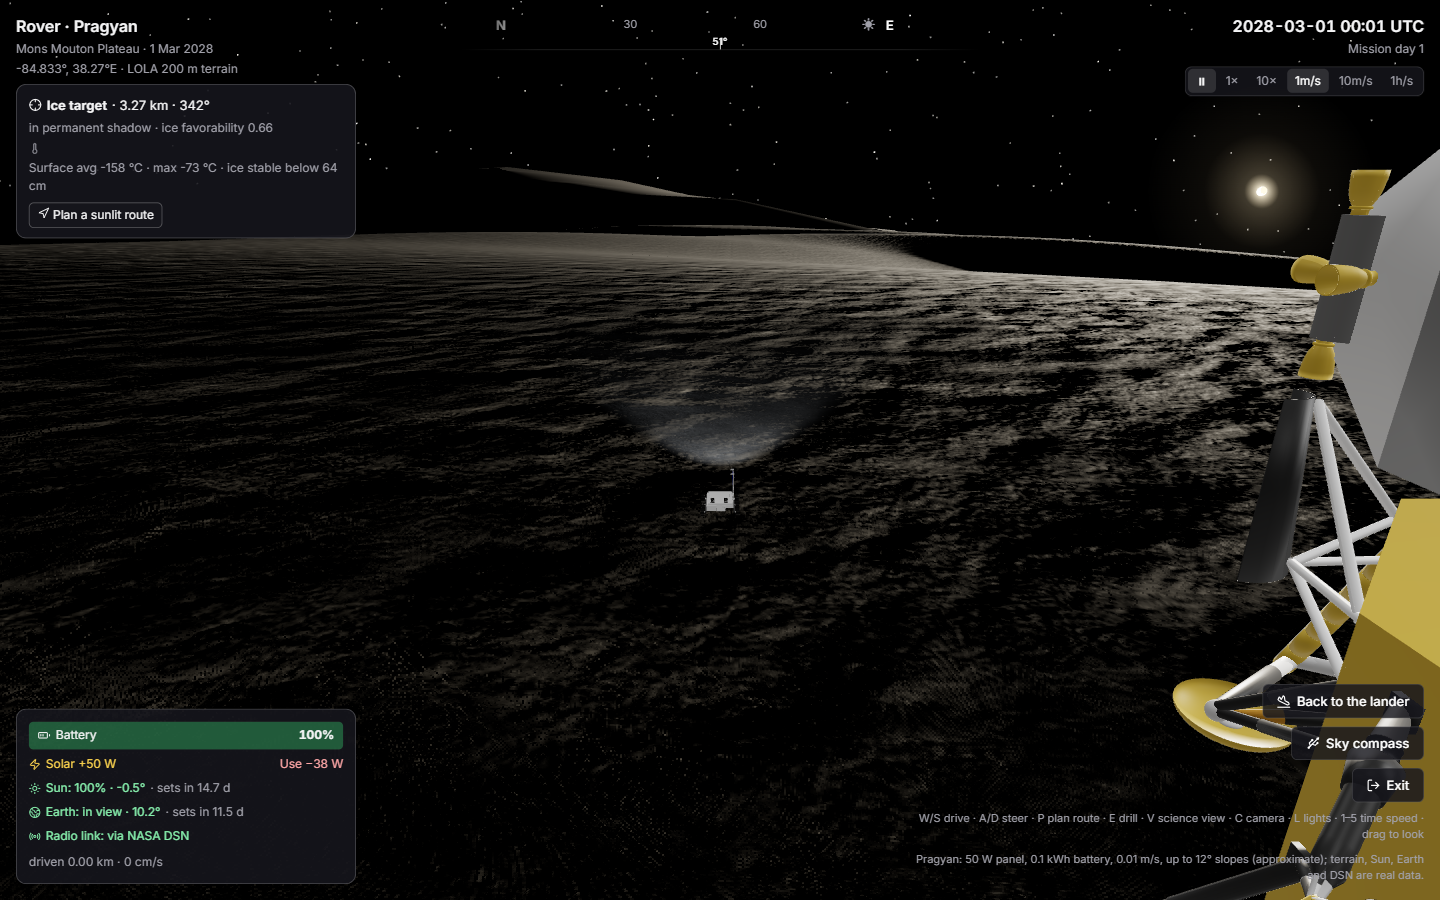 Rover · Pragyan
Mons Mouton Plateau · 1 Mar 2028
-84.833°, 38.27°E · LOLA 200 m terrain
Ice target · 3.27 km · 342°
in permanent shadow · ice favorability 0.66
Surface avg -158 °C · max -73 °C · ice stable below 64
cm
Plan a sunlit route
N 30 60 E
51°
2028-03-01 00:01 UTC
Mission day 1
1× 10× 1m/s 10m/s 1h/s
Battery 100%
Solar +50 W Use −38 W
Sun: 100% · -0.5° · sets in 14.7 d
Earth: in view · 10.2° · sets in 11.5 d
Radio link: via NASA DSN
driven 0.00 km · 0 cm/s
Back to the lander
Sky compass
Exit
W/S drive · A/D steer · P plan route · E drill · V science view · C camera · L lights · 1–5 time speed ·
drag to look
Pragyan: 50 W panel, 0.1 kWh battery, 0.01 m/s, up to 12° slopes (approximate); terrain, Sun, Earth
and DSN are real data.